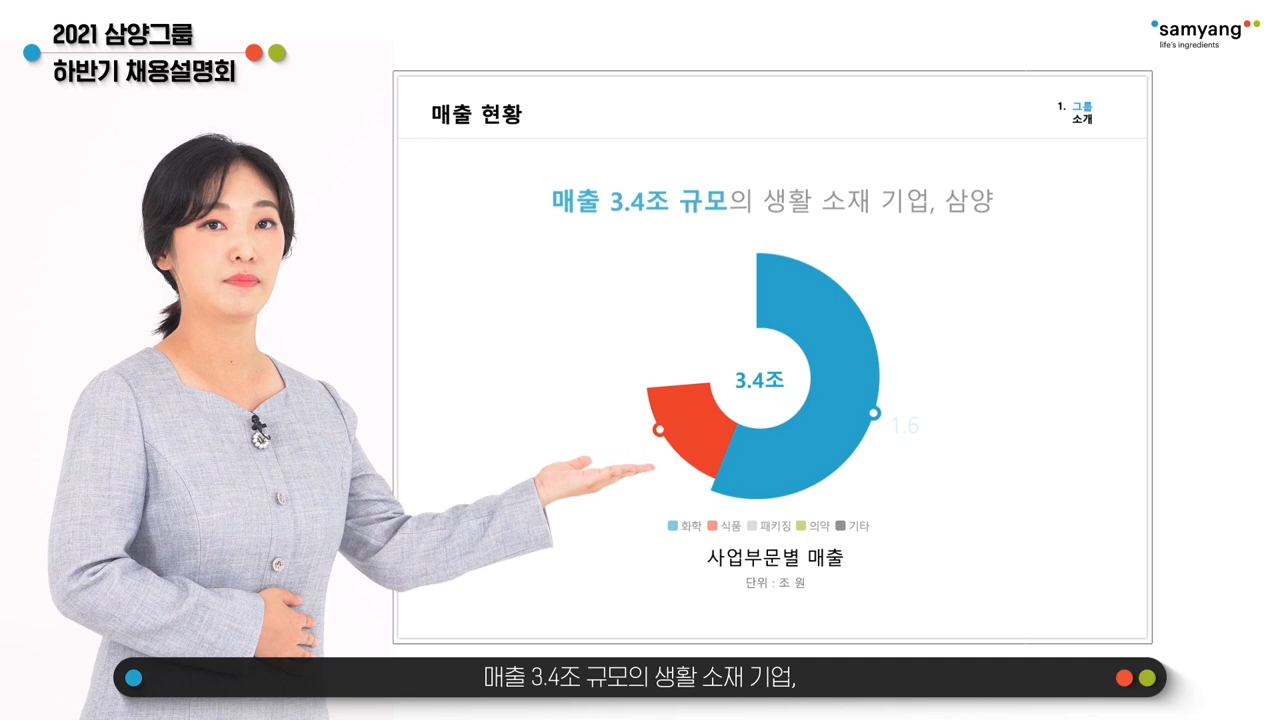 2021 삼양그룹
하반기 채용설명회
samyang
life's ingredients
매출 현황
1. 그룹
소개
매출 3.4조 규모의 생활 소재 기업, 삼양
3.4조
1.6
화학 식품 패키징 의약 기타
사업부문별 매출
단위 : 조 원
매출 3.4조 규모의 생활 소재 기업,